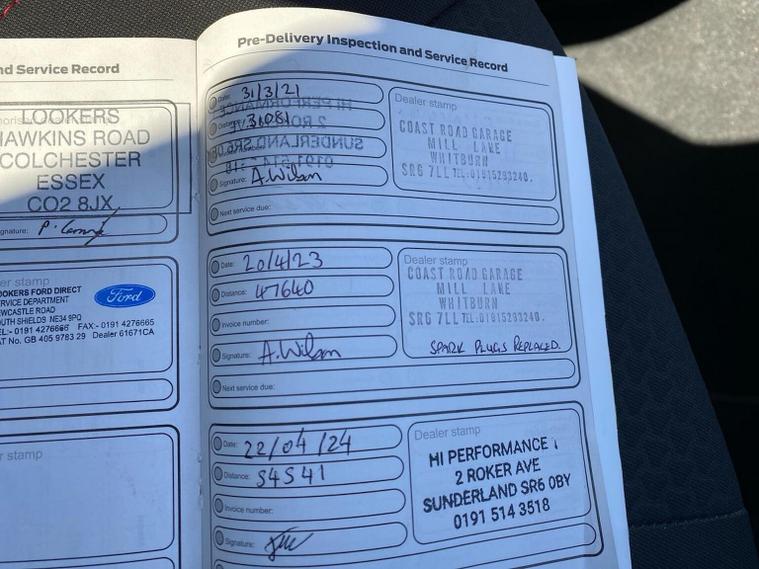 nd Service Record
LOOKERS
HAWKINS ROAD
COLCHESTER
ESSEX
CO2 8JX
gnature:
er stamp
OOKERS FORD DIRECT
ERVICE DEPARTMENT
EWCASTLE ROAD
OUTH SHIELDS NE34 9PQ
EL:- 0191 4276666 FAX:- 0191 4276665
AT No. GB 405 9783 29 Dealer 61671CA
Ford
r stamp
Pre-Delivery Inspection and Service Record
Date: 31/3/21
Distance: 31081
Signature: A.Wilson
Next service due:
Dealer stamp
COAST ROAD GARAGE
MILL LANE
WHITBURN
SR6 7LL TEL:01915293240.
Date: 20/4/23
Distance: 47640
Invoice number:
Signature: A.Wilson
Next service due:
Dealer stamp
COAST ROAD GARAGE
MILL LANE
WHITBURN
SR6 7LL TEL:01915293240.
SPARK PLUGS REPLACED.
Date: 22/04/24
Distance: 54541
Invoice number:
Signature:
Dealer stamp
HI PERFORMANCE
2 ROKER AVE
SUNDERLAND SR6 0BY
0191 514 3518